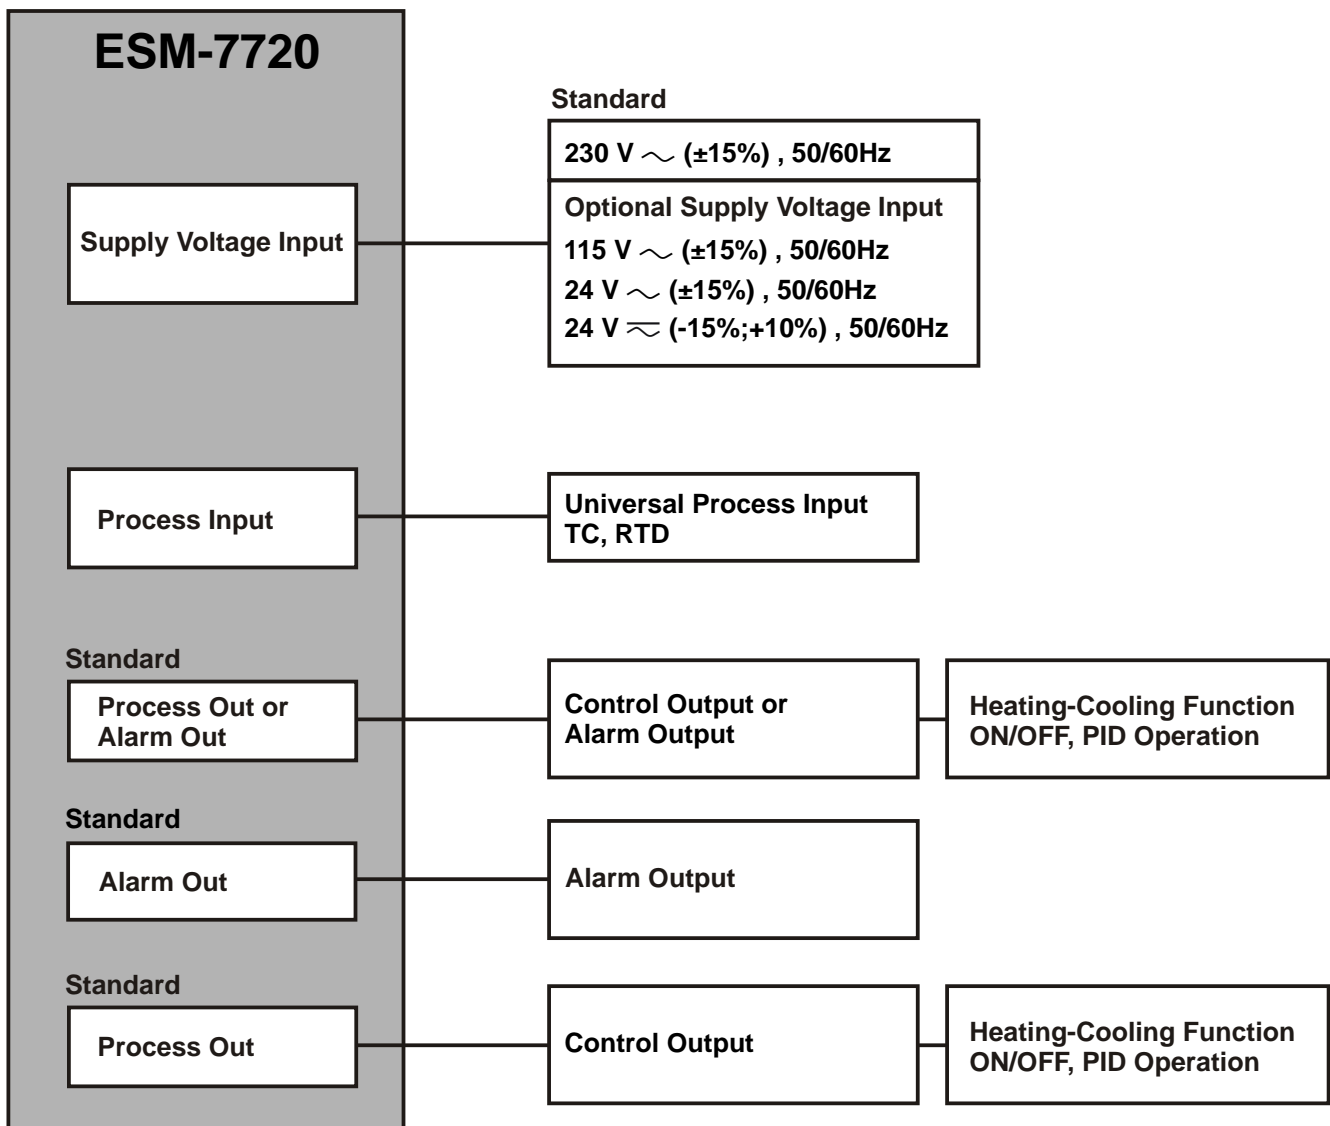 ESM-7720
Standard
230 V ～ (±15%) , 50/60Hz
Supply Voltage Input
Optional Supply Voltage Input
115 V ～ (±15%) , 50/60Hz
24 V ～ (±15%) , 50/60Hz
24 V ⏦ (-15%;+10%) , 50/60Hz
Process Input
Universal Process Input
TC, RTD
Standard
Process Out or
Alarm Out
Control Output or
Alarm Output
Heating-Cooling Function
ON/OFF, PID Operation
Standard
Alarm Out
Alarm Output
Standard
Process Out
Control Output
Heating-Cooling Function
ON/OFF, PID Operation